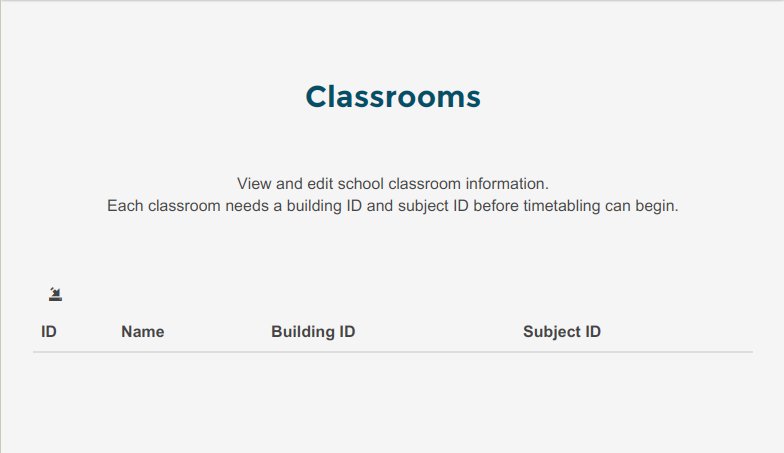 Classrooms
View and edit school classroom information.
Each classroom needs a building ID and subject ID before timetabling can begin.
ID Name Building ID Subject ID